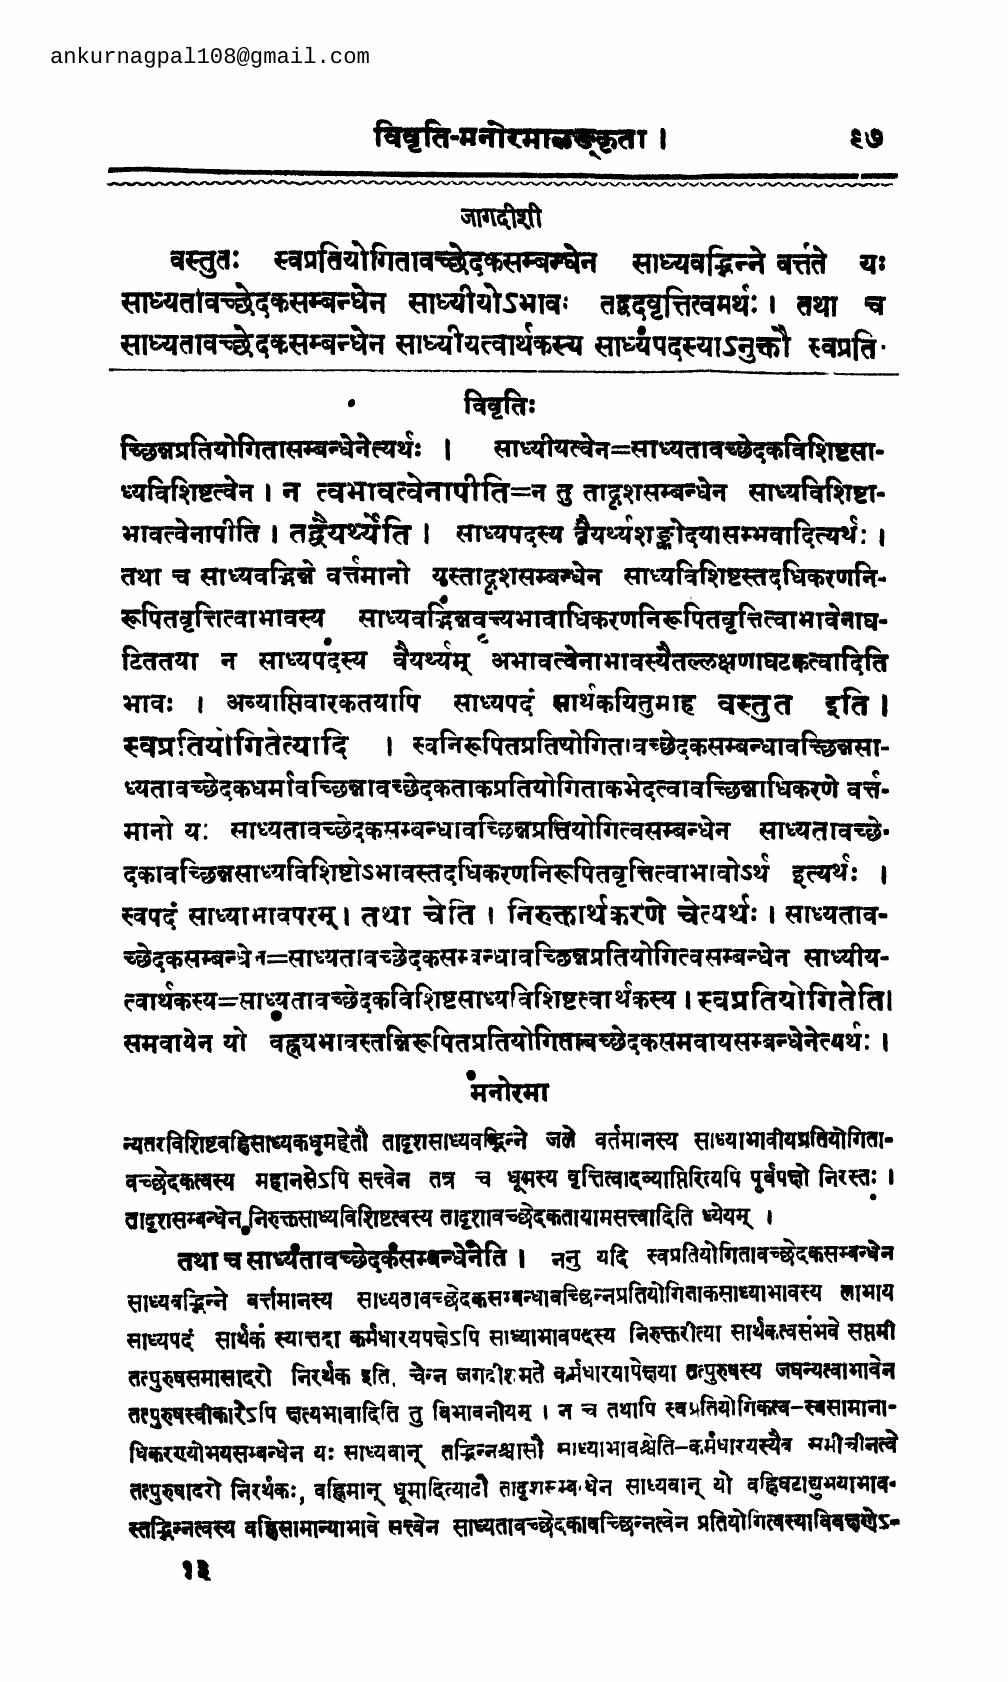 ankurnagpal108@gmail.com
विवृति-मनोरमालङ्कृता । ९७
जागदीशी
वस्तुतः स्वप्रतियोगितावच्छेदकसम्बन्धेन साध्यवद्भिन्ने वर्त्तते यः
साध्यतावच्छेदकसम्बन्धेन साध्यीयोऽभावः तद्वदवृत्तित्वमर्थः । तथा च
साध्यतावच्छेदकसम्बन्धेन साध्यीयत्वार्थकस्य साध्यपदस्याऽनुक्तौ स्वप्रति-
विवृतिः
च्छिन्नप्रतियोगितासम्बन्धेनेत्यर्थः । साध्यीयत्वेन=साध्यतावच्छेदकविशिष्टसा-
ध्यविशिष्टत्वेन । न त्वभावत्वेनापीति=न तु तादृशसम्बन्धेन साध्यविशिष्टा-
भावत्वेनापीति । तद्वैयर्थ्येति । साध्यपदस्य वैयर्थ्यशङ्कोदयासम्भवादित्यर्थः ।
तथा च साध्यवद्भिन्ने वर्त्तमानो यस्तादृशसम्बन्धेन साध्यविशिष्टस्तदधिकरणनि-
रूपितवृत्तित्वाभावस्य साध्यवद्भिन्नवृत्त्यभावाधिकरणनिरूपितवृत्तित्वाभावेनाघ-
टिततया न साध्यपदस्य वैयर्थ्यम् अभावत्वेनाभावस्यैतल्लक्षणाघटकत्वादिति
भावः । अव्याप्तिवारकतयापि साध्यपदं सार्थकयितुमाह वस्तुत इति ।
स्वप्रतियोगितेत्यादि । स्वनिरूपितप्रतियोगितावच्छेदकसम्बन्धावच्छिन्नसा-
ध्यतावच्छेदकधर्मावच्छिन्नावच्छेदकताकप्रतियोगिताकभेदत्वावच्छिन्नाधिकरणे वर्त्त-
मानो यः साध्यतावच्छेदकसम्बन्धावच्छिन्नप्रतियोगित्वसम्बन्धेन साध्यतावच्छे-
दकावच्छिन्नसाध्यविशिष्टोऽभावस्तदधिकरणनिरूपितवृत्तित्वाभावोऽर्थ इत्यर्थः ।
स्वपदं साध्याभावपरम् । तथा चेति । निरुक्तार्थकरणे चेत्यर्थः । साध्यताव-
च्छेदकसम्बन्धेन=साध्यतावच्छेदकसम्बन्धावच्छिन्नप्रतियोगित्वसम्बन्धेन साध्यीय-
त्वार्थकस्य=साध्यतावच्छेदकविशिष्टसाध्यविशिष्टत्वार्थकस्य । स्वप्रतियोगितेति।
समवायेन यो वह्न्यभावस्तन्निरूपितप्रतियोगितावच्छेदकसमवायसम्बन्धेनेत्यर्थः ।
मनोरमा
न्यतरविशिष्टवह्निसाध्यकधूमहेतौ तादृशसाध्यवद्भिन्ने जले वर्तमानस्य साध्याभावीयप्रतियोगिता-
वच्छेदकत्वस्य महानसेऽपि सत्त्वेन तत्र च धूमस्य वृत्तित्वादव्याप्तिरित्यपि पूर्वपक्षो निरस्तः ।
तादृशसम्बन्धेन निरुक्तसाध्यविशिष्टत्वस्य तादृशावच्छेदकतायामसत्त्वादिति ध्येयम् ।
तथा च साध्यतावच्छेदकसम्बन्धेनेति । ननु यदि स्वप्रतियोगितावच्छेदकसम्बन्धेन
साध्यवद्भिन्ने वर्त्तमानस्य साध्यतावच्छेदकसम्बन्धावच्छिन्नप्रतियोगिताकसाध्याभावस्य लाभाय
साध्यपदं सार्थकं स्यात्तदा कर्मधारयपक्षेऽपि साध्याभावपदस्य निरुक्तरीत्या सार्थकत्वसंभवे सप्तमी
तत्पुरुषसमासादरो निरर्थक इति, चेन्न जगदीशमते कर्मधारयापेक्षया तत्पुरुषस्य जघन्यत्वाभावेन
तत्पुरुषस्वीकारेऽपि क्षत्यभावादिति तु विभावनीयम् । न च तथापि स्वप्रतियोगिकत्व-स्वसामाना-
धिकरण्योभयसम्बन्धेन यः साध्यवान् तद्भिन्नश्चासौ साध्याभावश्चेति-कर्मधारयस्यैव समीचीनत्वे
तत्पुरुषादरो निरर्थकः, वह्निमान् धूमादित्यादौ तादृशसम्बन्धेन साध्यवान् यो वह्निघटाद्युभयाभाव-
स्तद्भिन्नत्वस्य वह्निसामान्याभावे सत्त्वेन साध्यतावच्छेदकावच्छिन्नत्वेन प्रतियोगित्वस्याविवक्षणेऽ-
१३